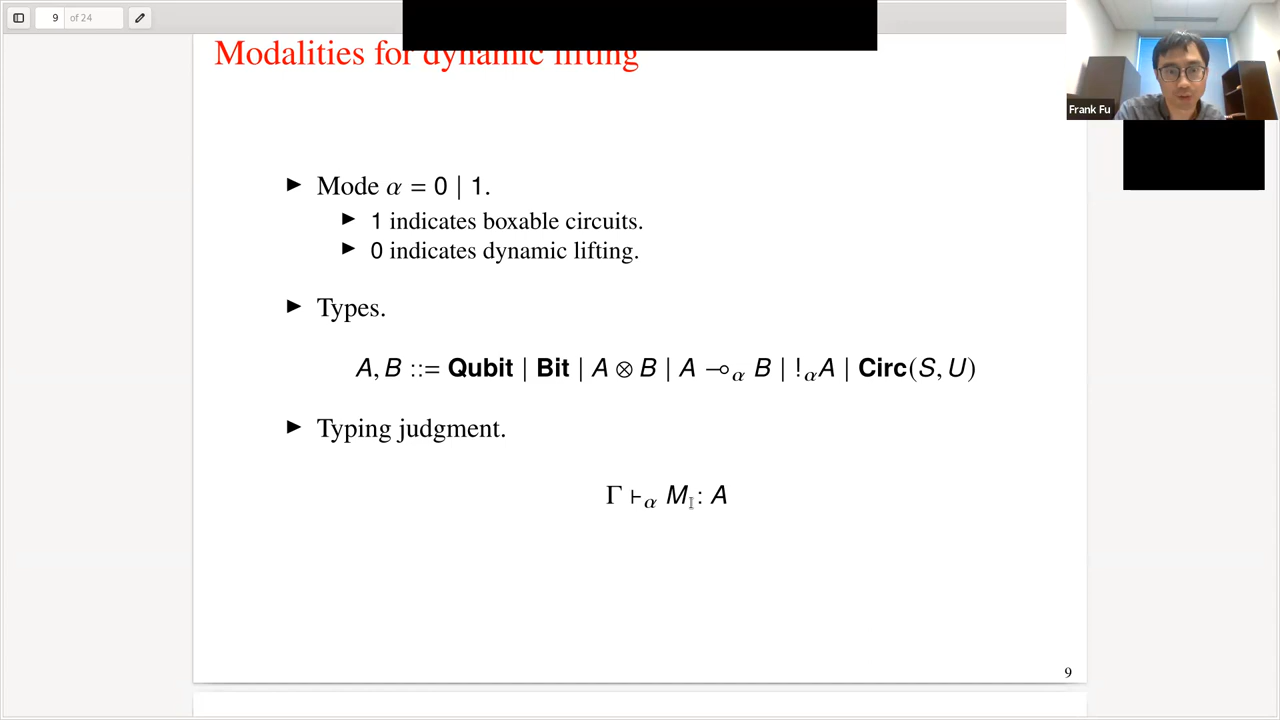 9 of 24
Modalities for dynamic lifting
Frank Fu
► Mode α = 0 | 1.
► 1 indicates boxable circuits.
► 0 indicates dynamic lifting.
► Types.
A, B ::= Qubit | Bit | A ⊗ B | A ⊸α B | !αA | Circ(S, U)
► Typing judgment.
Γ ⊢α M : A
9